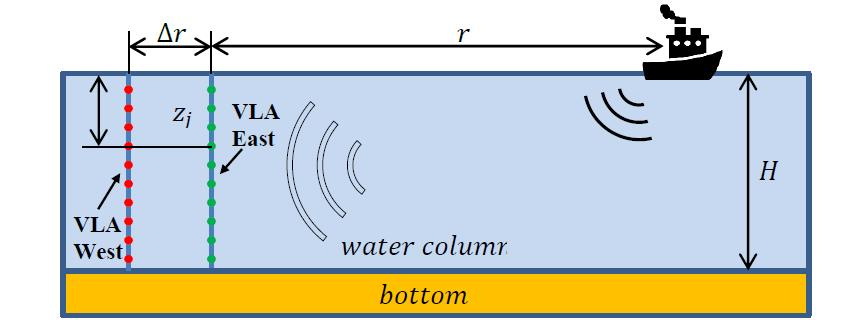 Δr
r
z_j
VLA
East
H
VLA
West
water column
bottom